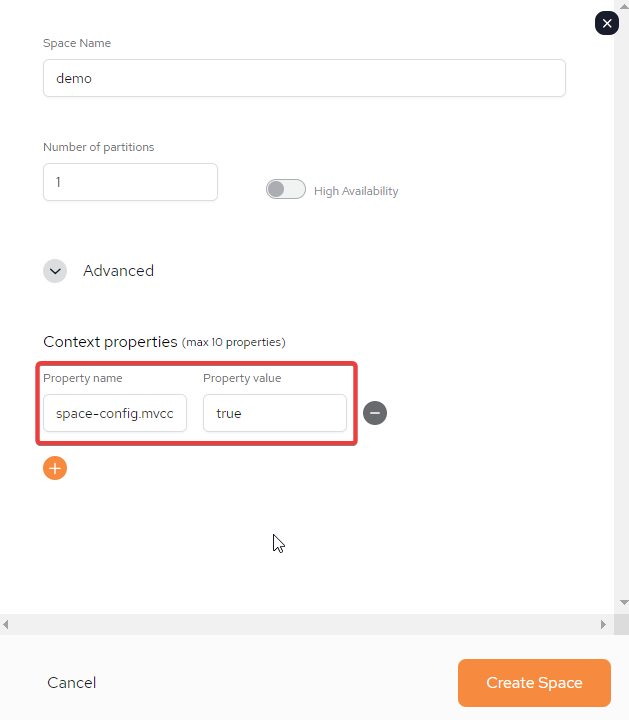 Space Name
demo
Number of partitions
1
High Availability
Advanced
Context properties (max 10 properties)
Property name Property value
space-config.mvcc true
Cancel Create Space